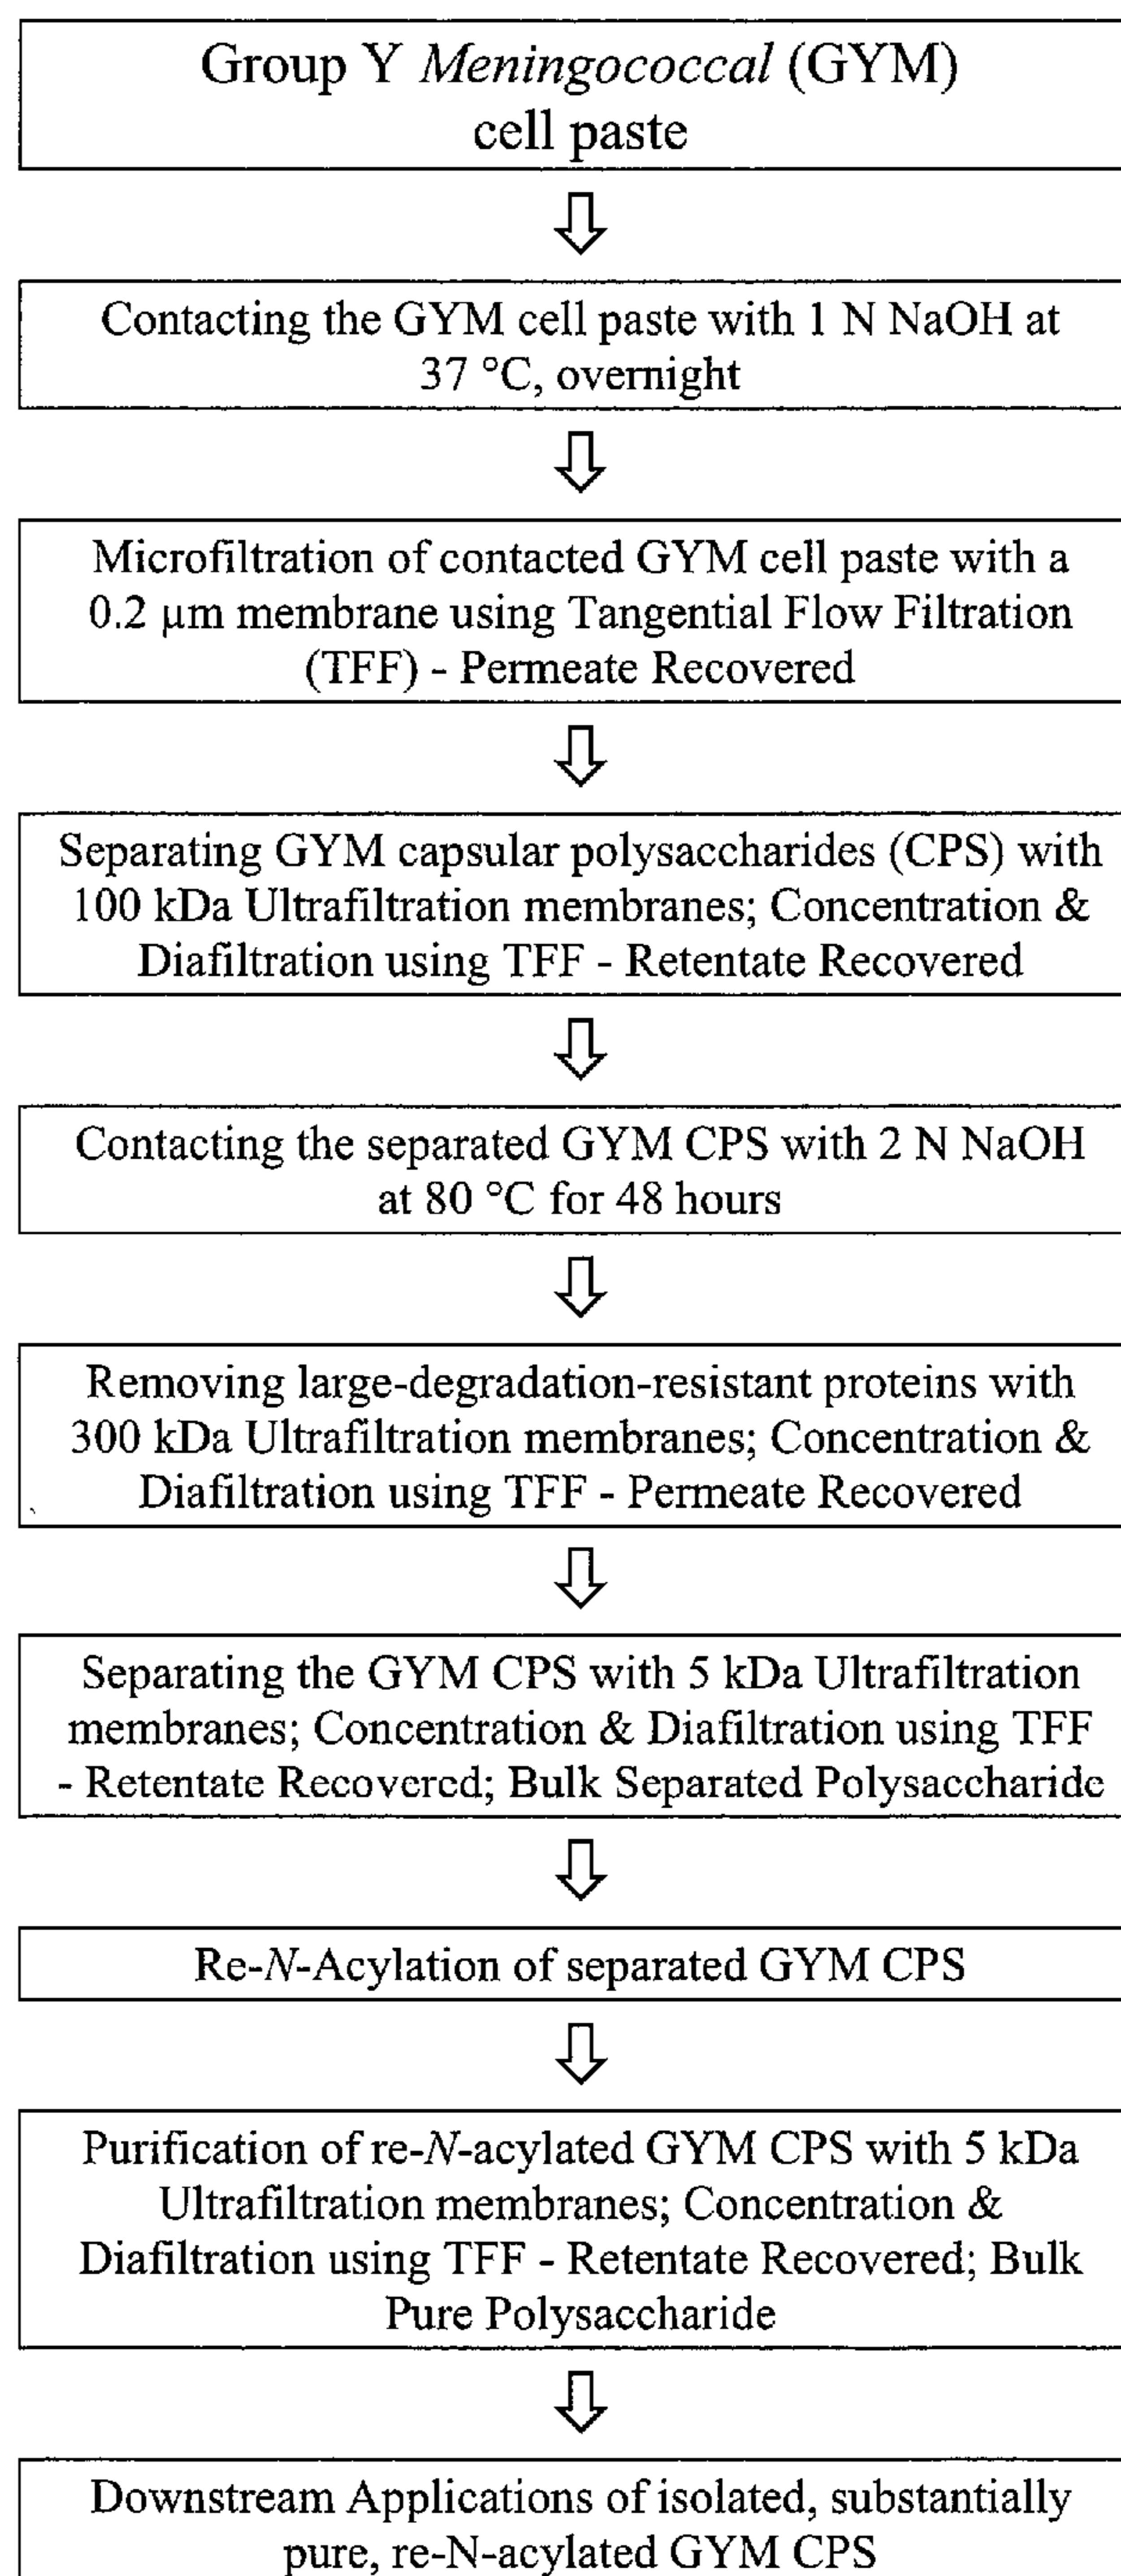 Group Y Meningococcal (GYM)
cell paste
Contacting the GYM cell paste with 1 N NaOH at
37 °C, overnight
Microfiltration of contacted GYM cell paste with a
0.2 µm membrane using Tangential Flow Filtration
(TFF) - Permeate Recovered
Separating GYM capsular polysaccharides (CPS) with
100 kDa Ultrafiltration membranes; Concentration &
Diafiltration using TFF - Retentate Recovered
Contacting the separated GYM CPS with 2 N NaOH
at 80 °C for 48 hours
Removing large-degradation-resistant proteins with
300 kDa Ultrafiltration membranes; Concentration &
Diafiltration using TFF - Permeate Recovered
Separating the GYM CPS with 5 kDa Ultrafiltration
membranes; Concentration & Diafiltration using TFF
- Retentate Recovered; Bulk Separated Polysaccharide
Re-N-Acylation of separated GYM CPS
Purification of re-N-acylated GYM CPS with 5 kDa
Ultrafiltration membranes; Concentration &
Diafiltration using TFF - Retentate Recovered; Bulk
Pure Polysaccharide
Downstream Applications of isolated, substantially
pure, re-N-acylated GYM CPS